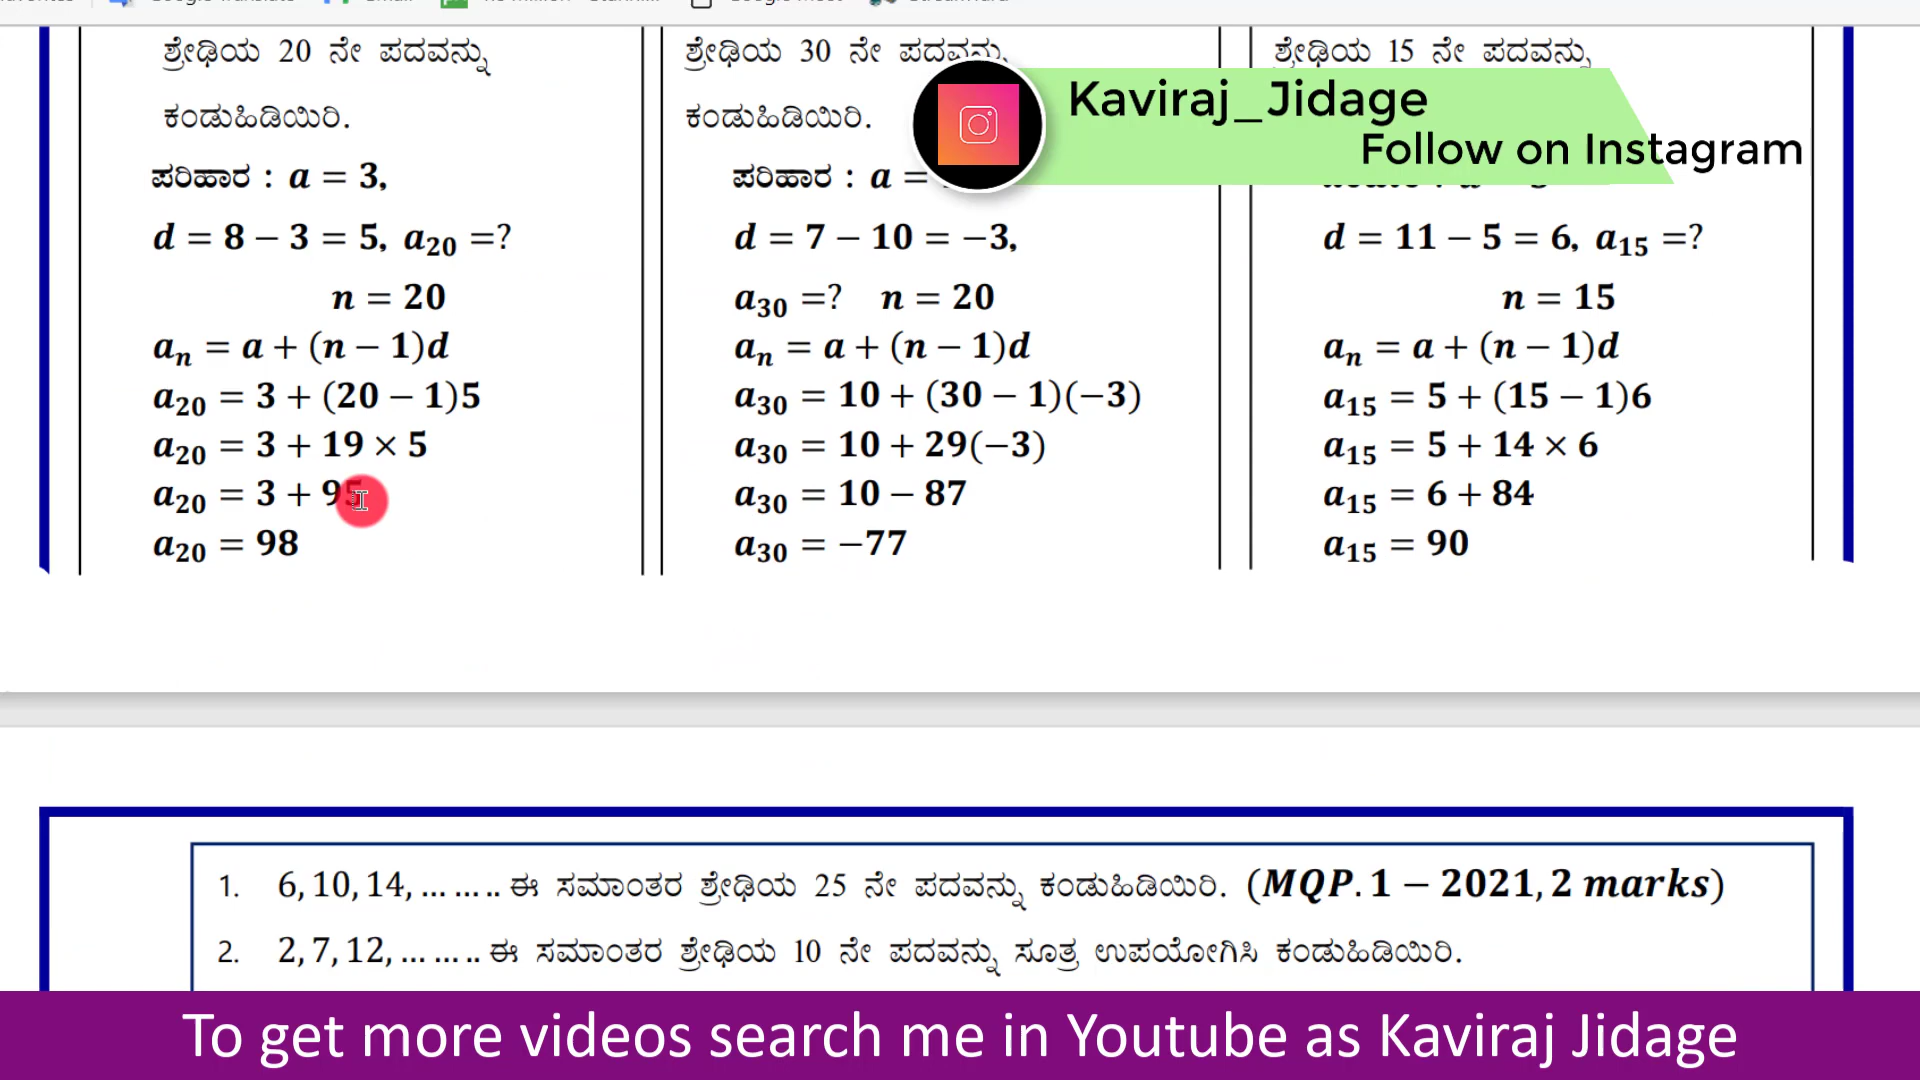 ಶ್ರೇಢಿಯ 20 ನೇ ಪದವನ್ನು
ಕಂಡುಹಿಡಿಯಿರಿ.
ಪರಿಹಾರ : a = 3,
d = 8 − 3 = 5, a₂₀ =?
n = 20
aₙ = a + (n − 1)d
a₂₀ = 3 + (20 − 1)5
a₂₀ = 3 + 19 × 5
a₂₀ = 3 + 95
a₂₀ = 98
ಶ್ರೇಢಿಯ 30 ನೇ ಪದವನ್ನು
ಕಂಡುಹಿಡಿಯಿರಿ.
ಪರಿಹಾರ : a =
d = 7 − 10 = −3,
a₃₀ =? n = 20
aₙ = a + (n − 1)d
a₃₀ = 10 + (30 − 1)(−3)
a₃₀ = 10 + 29(−3)
a₃₀ = 10 − 87
a₃₀ = −77
ಶ್ರೇಢಿಯ 15 ನೇ ಪದವನ್ನು
d = 11 − 5 = 6, a₁₅ =?
n = 15
aₙ = a + (n − 1)d
a₁₅ = 5 + (15 − 1)6
a₁₅ = 5 + 14 × 6
a₁₅ = 6 + 84
a₁₅ = 90
Kaviraj_Jidage
Follow on Instagram
1. 6, 10, 14, ... ... .. ಈ ಸಮಾಂತರ ಶ್ರೇಢಿಯ 25 ನೇ ಪದವನ್ನು ಕಂಡುಹಿಡಿಯಿರಿ. (MQP. 1 − 2021, 2 marks)
2. 2, 7, 12, ... ... .. ಈ ಸಮಾಂತರ ಶ್ರೇಢಿಯ 10 ನೇ ಪದವನ್ನು ಸೂತ್ರ ಉಪಯೋಗಿಸಿ ಕಂಡುಹಿಡಿಯಿರಿ.
To get more videos search me in Youtube as Kaviraj Jidage